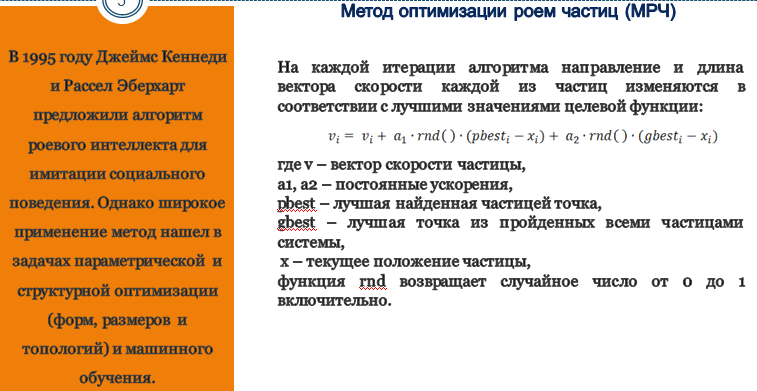 5
Метод оптимизации роем частиц (МРЧ)
В 1995 году Джеймс Кеннеди
и Рассел Эберхарт
предложили алгоритм
роевого интеллекта для
имитации социального
поведения. Однако широкое
применение метод нашел в
задачах параметрической и
структурной оптимизации
(форм, размеров и
топологий) и машинного
обучения.
На каждой итерации алгоритма направление и длина
вектора скорости каждой из частиц изменяются в
соответствии с лучшими значениями целевой функции:
vᵢ = vᵢ + a₁ · rnd( ) · (pbestᵢ − xᵢ) + a₂ · rnd( ) · (gbestᵢ − xᵢ)
где v – вектор скорости частицы,
a1, a2 – постоянные ускорения,
pbest – лучшая найденная частицей точка,
gbest – лучшая точка из пройденных всеми частицами
системы,
x – текущее положение частицы,
функция rnd возвращает случайное число от 0 до 1
включительно.